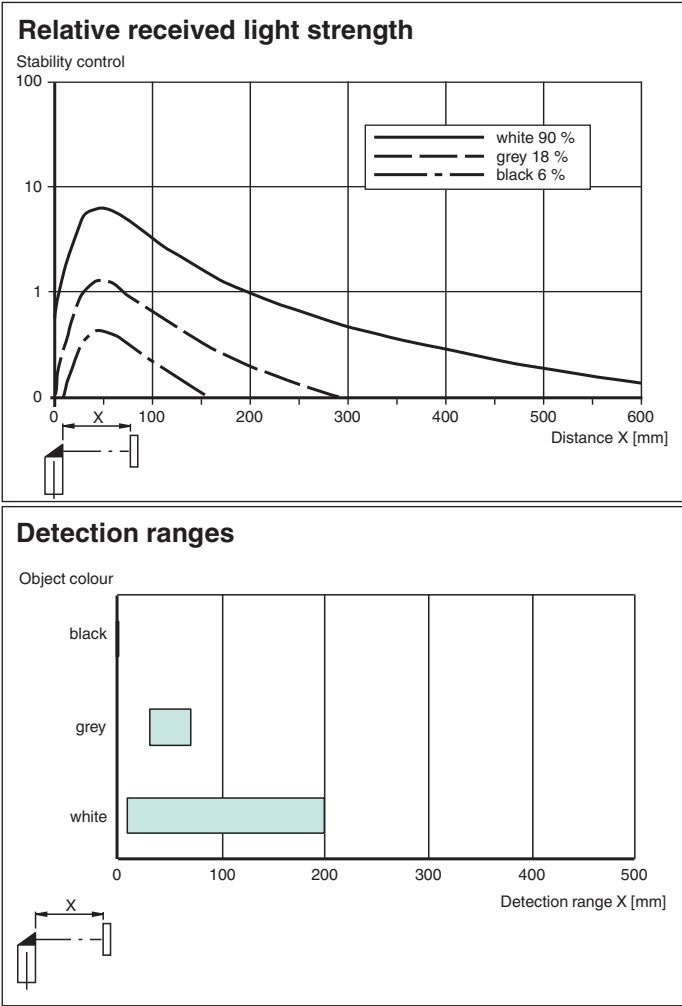 Relative received light strength
Stability control
100
white 90 %
grey 18 %
black 6 %
10
1
0
0 100 200 300 400 500 600
X
Distance X [mm]
Detection ranges
Object colour
black
grey
white
0 100 200 300 400 500
Detection range X [mm]
X